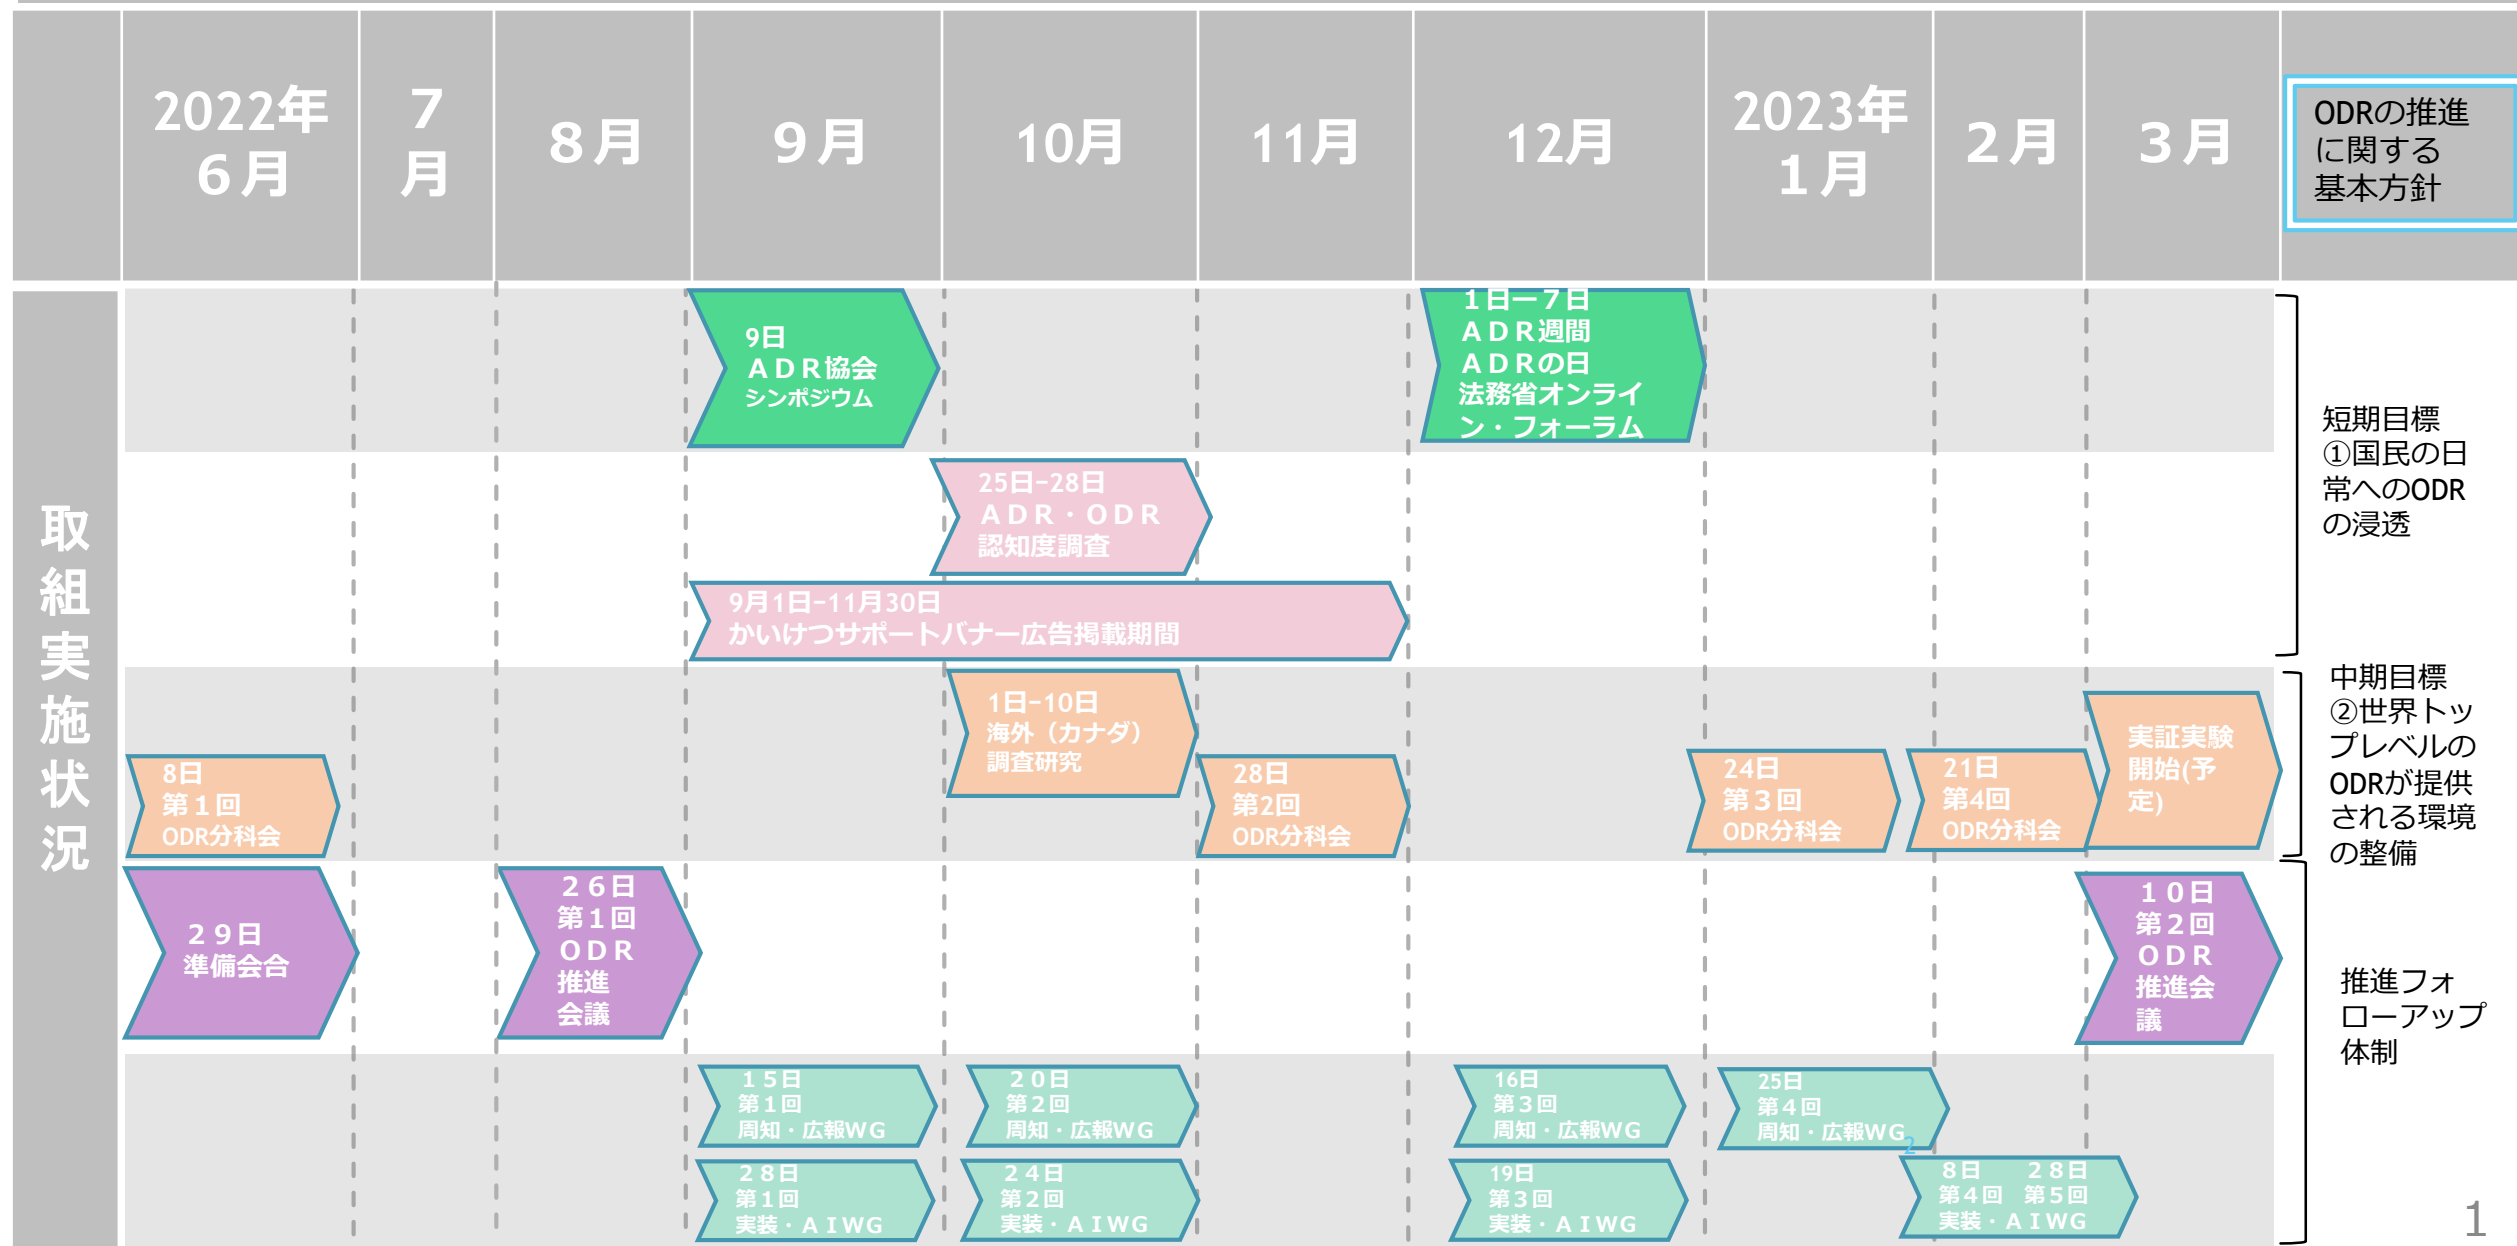 2022年
６月
７
月
８月
９月
10月
11月
12月
2023年
１月
２月
３月
ODRの推進
に関する
基本方針
取
組
実
施
状
況
9日
ＡＤＲ協会
シンポジウム
１日ー７日
ＡＤＲ週間
ＡＤＲの日
法務省オンライ
ン・フォーラム
25日-28日
ＡＤＲ・ＯＤＲ
認知度調査
9月1日-11月30日
かいけつサポートバナー広告掲載期間
短期目標
①国民の日
常へのODR
の浸透
8日
第１回
ODR分科会
1日-10日
海外（カナダ）
調査研究
28日
第2回
ODR分科会
24日
第３回
ODR分科会
21日
第4回
ODR分科会
実証実験
開始(予
定)
中期目標
②世界トッ
プレベルの
ODRが提供
される環境
の整備
２９日
準備会合
２６日
第１回
ＯＤＲ
推進
会議
１０日
第２回
ＯＤＲ
推進会
議
推進フォ
ローアップ
体制
１５日
第１回
周知・広報WG
２０日
第２回
周知・広報WG
16日
第３回
周知・広報WG
25日
第４回
周知・広報WG
2
２８日
第１回
実装・ＡＩWG
２４日
第２回
実装・ＡＩWG
19日
第３回
実装・ＡＩWG
８日　２８日
第４回　第５回
実装・ＡＩWG
1